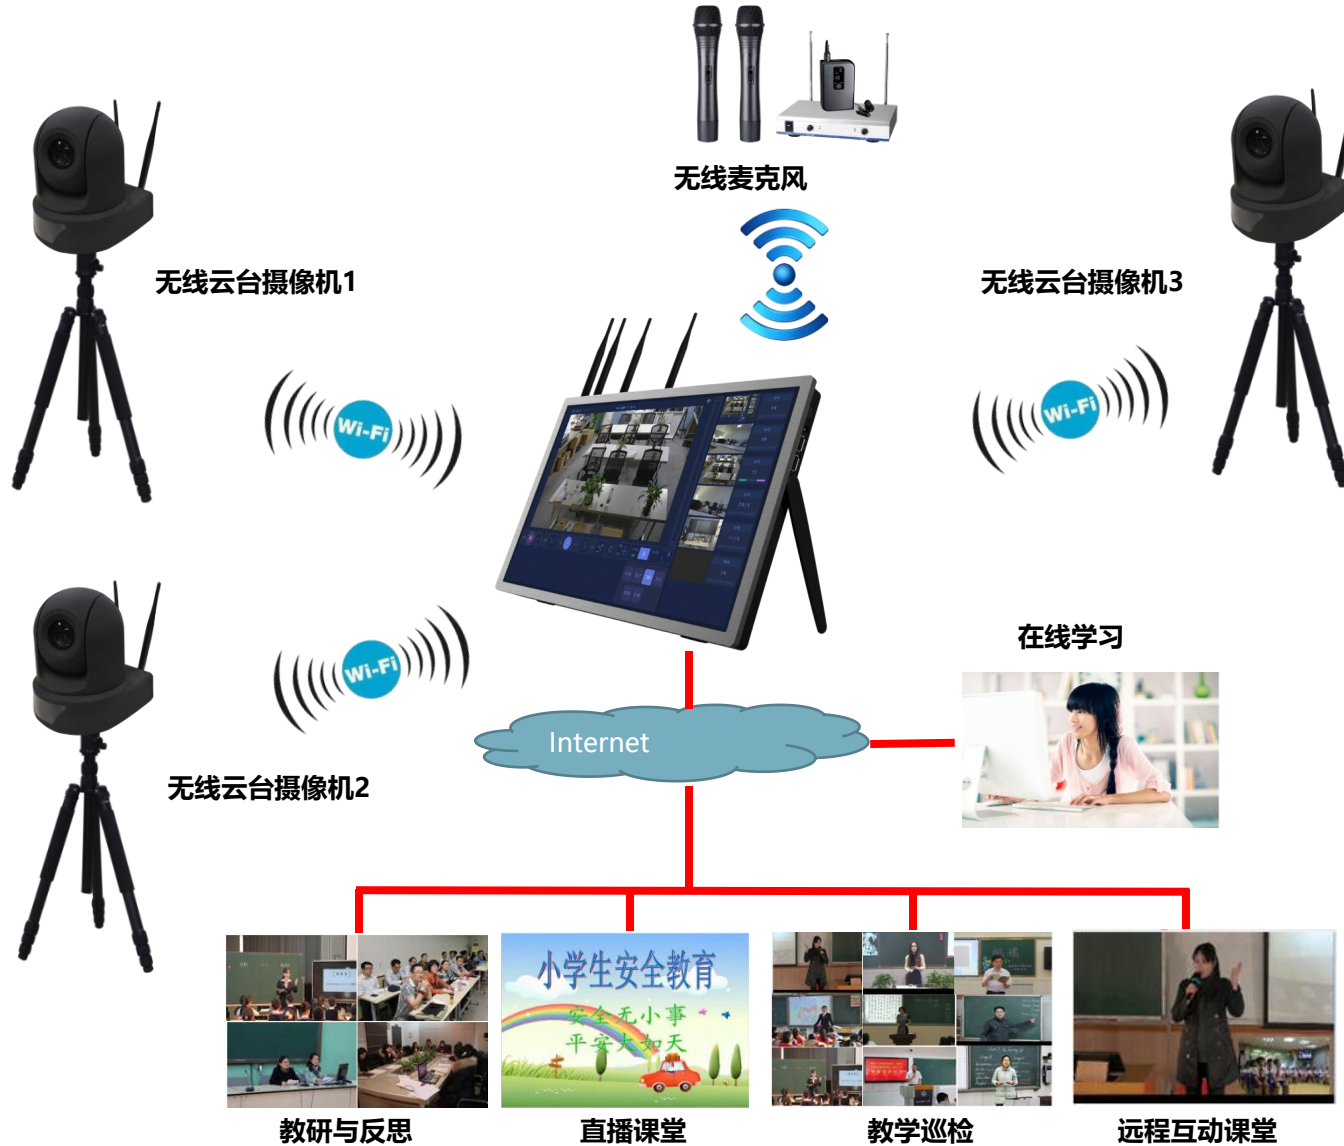 无线麦克风
无线云台摄像机1
无线云台摄像机3
Wi-Fi
Wi-Fi
在线学习
Wi-Fi
Internet
无线云台摄像机2
小学生安全教育
安全无小事
平安大如天
教研与反思
直播课堂
教学巡检
远程互动课堂